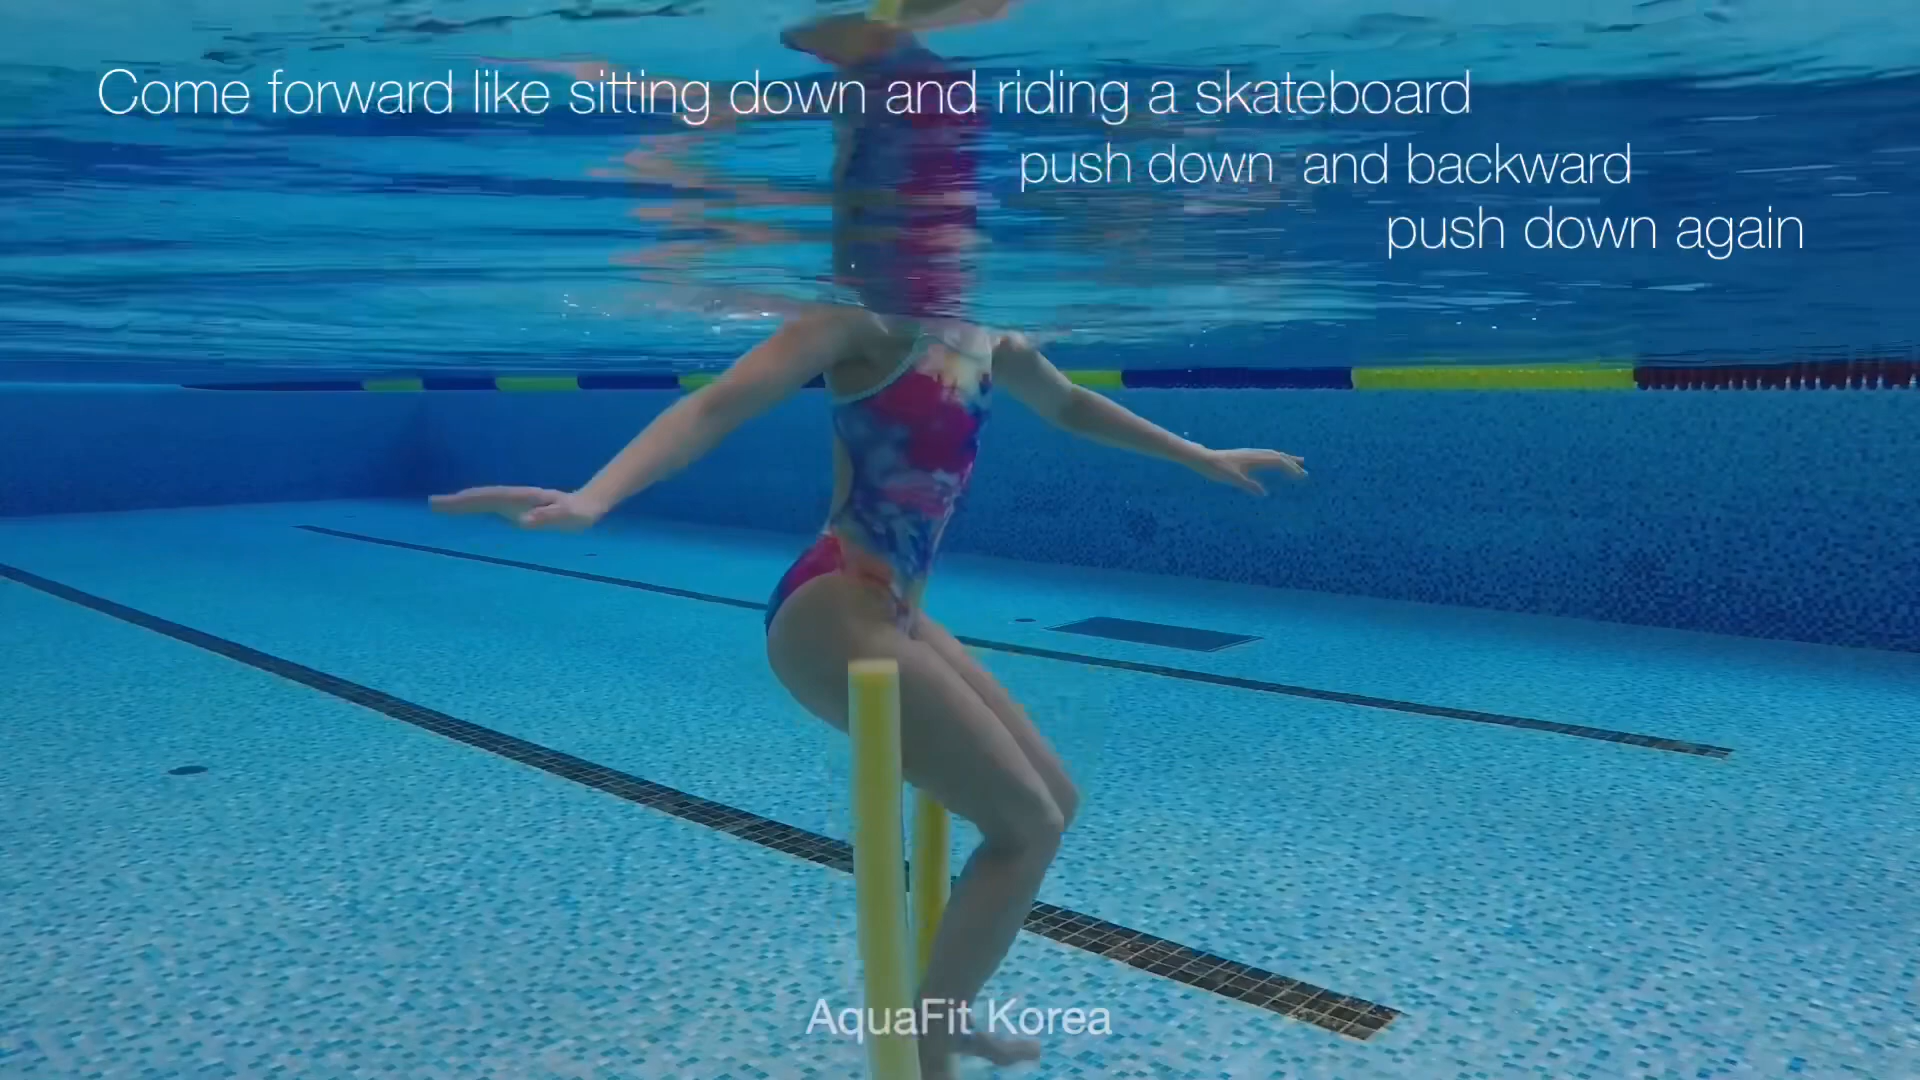 Come forward like sitting down and riding a skateboard
push down and backward
push down again
AquaFit Korea